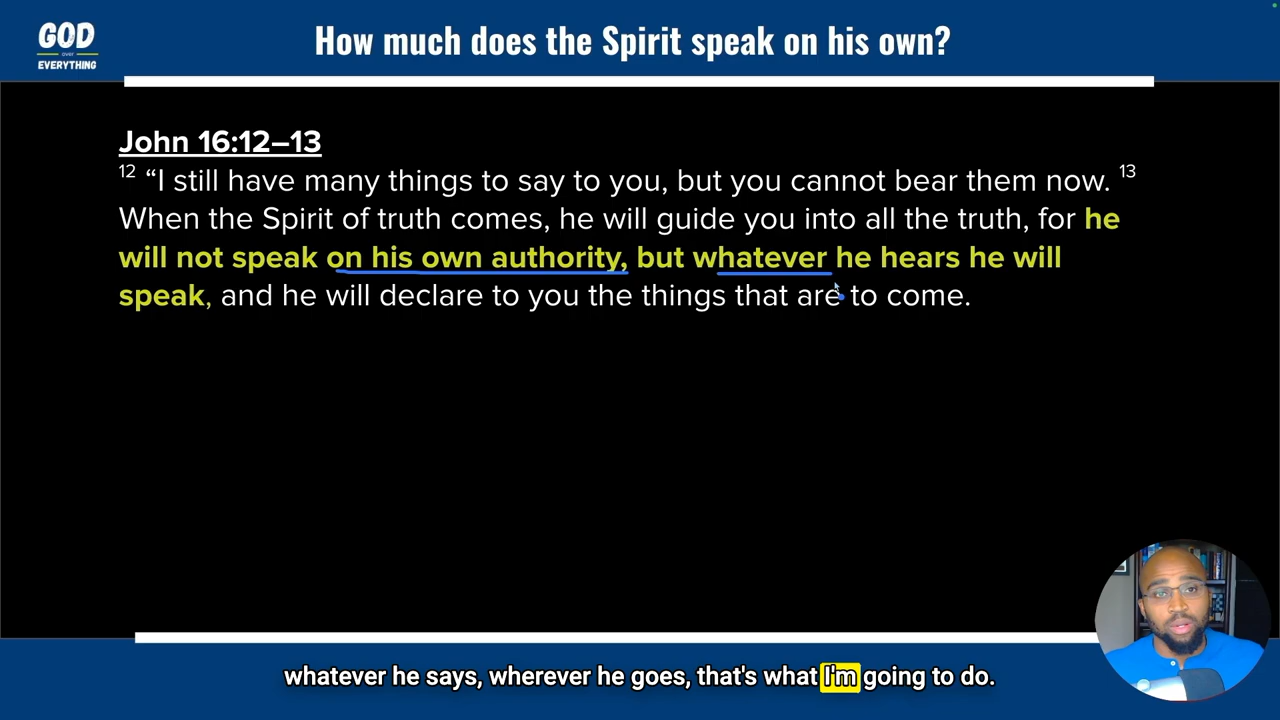 GOD
over
EVERYTHING
How much does the Spirit speak on his own?
John 16:12–13
12 “I still have many things to say to you, but you cannot bear them now. 13
When the Spirit of truth comes, he will guide you into all the truth, for he
will not speak on his own authority, but whatever he hears he will
speak, and he will declare to you the things that are to come.
whatever he says, wherever he goes, that's what I'm going to do.